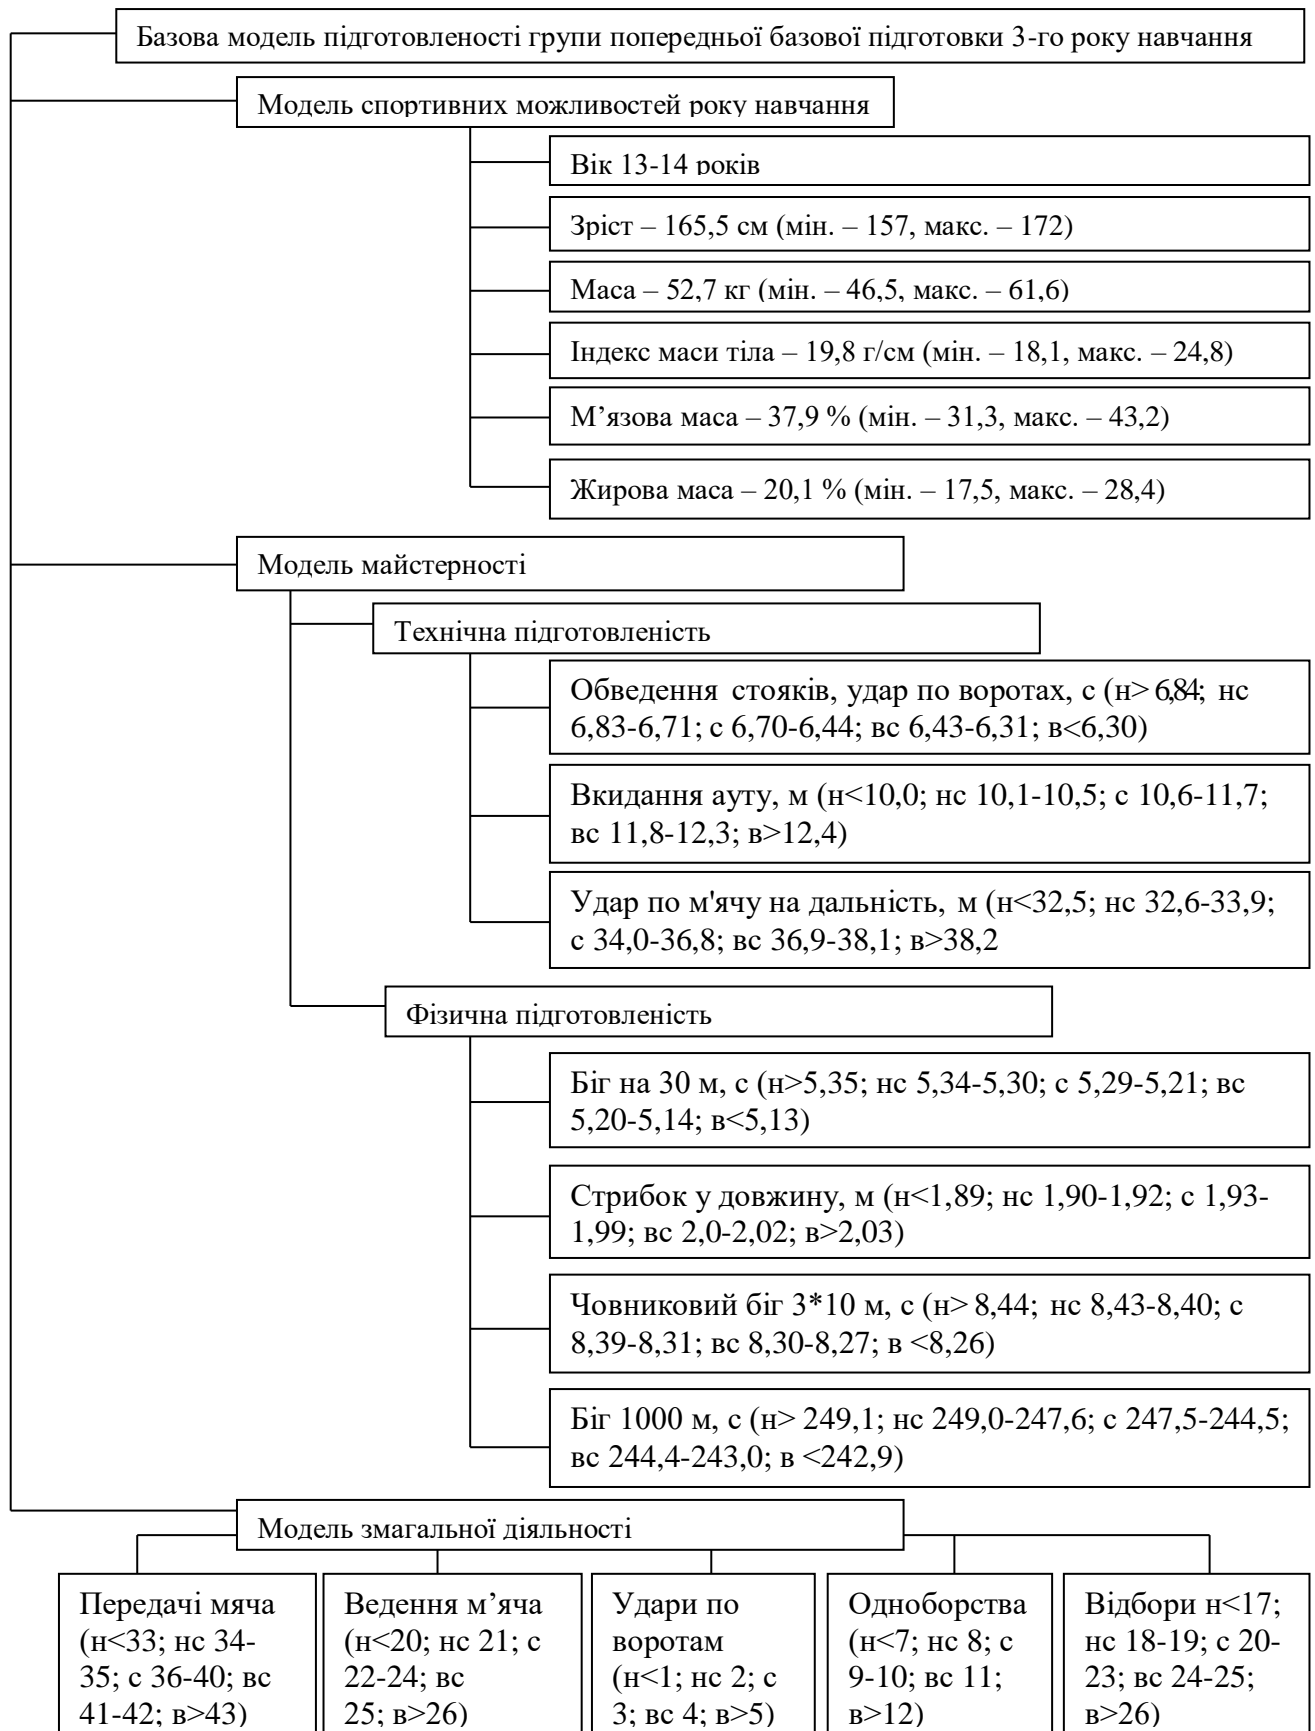 Базова модель підготовленості групи попередньої базової підготовки 3-го року навчання
Модель спортивних можливостей року навчання
Вік 13-14 років
Зріст – 165,5 см (мін. – 157, макс. – 172)
Маса – 52,7 кг (мін. – 46,5, макс. – 61,6)
Індекс маси тіла – 19,8 г/см (мін. – 18,1, макс. – 24,8)
М’язова маса – 37,9 % (мін. – 31,3, макс. – 43,2)
Жирова маса – 20,1 % (мін. – 17,5, макс. – 28,4)
Модель майстерності
Технічна підготовленість
Обведення стояків, удар по воротах, с (н> 6,84; нс
6,83-6,71; с 6,70-6,44; вс 6,43-6,31; в<6,30)
Вкидання ауту, м (н<10,0; нс 10,1-10,5; с 10,6-11,7;
вс 11,8-12,3; в>12,4)
Удар по м'ячу на дальність, м (н<32,5; нс 32,6-33,9;
с 34,0-36,8; вс 36,9-38,1; в>38,2
Фізична підготовленість
Біг на 30 м, с (н>5,35; нс 5,34-5,30; с 5,29-5,21; вс
5,20-5,14; в<5,13)
Стрибок у довжину, м (н<1,89; нс 1,90-1,92; с 1,93-
1,99; вс 2,0-2,02; в>2,03)
Човниковий біг 3*10 м, с (н> 8,44; нс 8,43-8,40; с
8,39-8,31; вс 8,30-8,27; в <8,26)
Біг 1000 м, с (н> 249,1; нс 249,0-247,6; с 247,5-244,5;
вс 244,4-243,0; в <242,9)
Модель змагальної діяльності
Передачі мяча
(н<33; нс 34-
35; с 36-40; вс
41-42; в>43)
Ведення м’яча
(н<20; нс 21; с
22-24; вс
25; в>26)
Удари по
воротам
(н<1; нс 2; с
3; вс 4; в>5)
Одноборства
(н<7; нс 8; с
9-10; вс 11;
в>12)
Відбори н<17;
нс 18-19; с 20-
23; вс 24-25;
в>26)